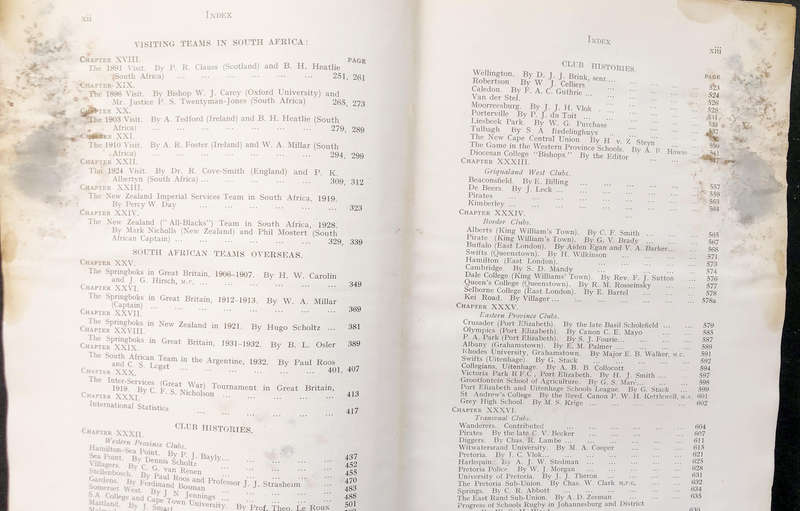 xii
INDEX
VISITING TEAMS IN SOUTH AFRICA:
CHAPTER XVIII. PAGE
The 1891 Visit. By P. R. Clauss (Scotland) and B. H. Heatlie
(South Africa) ... ... ... ... ... ... 251, 261
CHAPTER XIX.
The 1896 Visit. By Bishop W. J. Carey (Oxford University) and
Mr. Justice P. S. Twentyman-Jones (South Africa) 265, 273
CHAPTER XX.
The 1903 Visit. By A. Tedford (Ireland) and B. H. Heatlie (South
Africa) ... ... ... ... ... ... 279, 289
CHAPTER XXI.
The 1910 Visit. By A. R. Foster (Ireland) and W. A. Millar (South
Africa) ... ... ... ... ... ... 294, 299
CHAPTER XXII.
The 1924 Visit. By Dr. R. Cove-Smith (England) and P. K.
Albertyn (South Africa) ... ... ... ... 309, 312
CHAPTER XXIII.
The New Zealand Imperial Services Team in South Africa, 1919.
By Percy W. Day ... ... ... ... ... 323
CHAPTER XXIV.
The New Zealand ("All-Blacks") Team in South Africa, 1928.
By Mark Nicholls (New Zealand) and Phil Mostert (South
African Captain) ... ... ... ... ... 329, 339
SOUTH AFRICAN TEAMS OVERSEAS.
CHAPTER XXV.
The Springboks in Great Britain, 1906-1907. By H. W. Carolin
and J. G. Hirsch, M.P. ... ... ... ... ... 349
CHAPTER XXVI.
The Springboks in Great Britain, 1912-1913. By W. A. Millar
(Captain) ... ... ... ... ... ... 369
CHAPTER XXVII.
The Springboks in New Zealand in 1921. By Hugo Scholtz ... 381
CHAPTER XXVIII.
The Springboks in Great Britain, 1931-1932. By B. L. Osler 389
CHAPTER XXIX.
The South African Team in the Argentine, 1932. By Paul Roos
and C. S. ... ... ... ... ... 401, 407
CHAPTER XXX.
The Inter-Services (Great War) Tournament in Great Britain,
1919. By C. F. S. Nicholson ... ... ... ... 413
CHAPTER XXXI.
International Statistics ... ... ... ... ... 417
CLUB HISTORIES.
CHAPTER XXXII.
Western Province Clubs.
Hamilton-Sea Point. By P. J. Bayly... ... ... ... 437
Sea Point. By Dennis Scholtz ... ... ... ... 452
Villagers. By C. G. van Renen ... ... ... ... 455
Stellenbosch. By Paul Roos and Professor J. J. Strasheim ... 470
Gardens. By Ferdinand Bosman ... ... ... ... 483
Somerset West. By J. N. Jennings ... ... ... ... 488
S.A. College and Cape Town University. By Prof. Theo. Le Roux 501
Maitland. By J. Smart
INDEX
xiii
CLUB HISTORIES.
PAGE
Wellington. By D. J. J. Brink, senr. ... 523
Robertson. By W. J. Celliers ... 524
Caledon. By F. A. C. Guthrie ... 526
Van der Stel.
Moorreesburg. By J. J. H. Vlok ...
Porterville. By P. J. du Toit ...
Liesbeek Park. By W. G. Purchase
Tulbagh. By S. A.
The New Cape Central Union. By H. v. Z. Steyn
The Game in the Western Province Schools. By A. F.
Diocesan College "Bishops." By the Editor
CHAPTER XXXIII.
Griqualand West Clubs.
Beaconsfield. By E. Billing ... ... ... 557
De Beers. By J. Leck ... ... ... 559
Pirates ... ... ... 563
Kimberley ... ... ... 564
CHAPTER XXXIV.
Border Clubs.
Alberts (King William's Town). By C. F. Smith ... ... 565
Pirate (King William's Town). By G. V. Brady ... ... 567
Buffalo (East London). By Aiden Egan and V. A. Barker... ... 568
Swifts (Queenstown). By H. Wilkinson ... ... 571
Hamilton (East London). ... ... 573
Cambridge. By S. D. Mandy ... ... 574
Dale College (King Williams' Town). By Rev. F. J. Sutton ... 576
Queen's College (Queenstown). By R. M. Rosseinsky ... 577
Selborne College (East London). By E. Bartel ... 578
Kei Road. By Villager ... ... ... 578a
CHAPTER XXXV.
Eastern Province Clubs.
Crusader (Port Elizabeth). By the late Basil Scholefield ... ... 579
Olympics (Port Elizabeth). By Canon C. E. Mayo ... ... 585
P. A. Park (Port Elizabeth). By S. J. Fourie... ... 587
Albany (Grahamstown). By E. M. Palmer ... ... 589
Rhodes University, Grahamstown. By Major E. B. Walker, M.C. 591
Swifts (Uitenhage). By G. Stack ... ... 592
Collegians, Uitenhage. By A. B. B. Collocott ... ... 594
Victoria Park R.F.C., Port Elizabeth. By H. J. Smith ... ... 597
Grootfontein School of Agriculture. By G. S. ... ... 598
Port Elizabeth and Uitenhage Schools League. By G. Stack ... 599
St. Andrew's College. By the Revd. Canon P. W. H. Kettlewell, M.A. 601
Grey High School. By M. S. Krige ... ... 602
CHAPTER XXXVI.
Transvaal Clubs.
Wanderers. Contributed ... ... ... 604
Pirates. By the late C. V. Becker ... ... 607
Diggers. By Chas. R. Lambe ... ... ... 611
Witwatersrand University. By M. A. Cooper ... ... 615
Pretoria. By J. C. Vlok... ... ... 621
Harlequins. By A. J. W. Stedman ... ... ... 625
Pretoria Police. By W. J. Morgan ... ... 628
University of Pretoria. By J. J. Theron ... ... 631
The Pretoria Sub-Union. By Chas. W. Clark M.P.C. ... 632
Springs. By C. R. Abbott ... ... ... 634
The East Rand Sub-Union. By A. D. Zeeman ... ... 635
Progress of Schools Rugby in Johannesburg and District